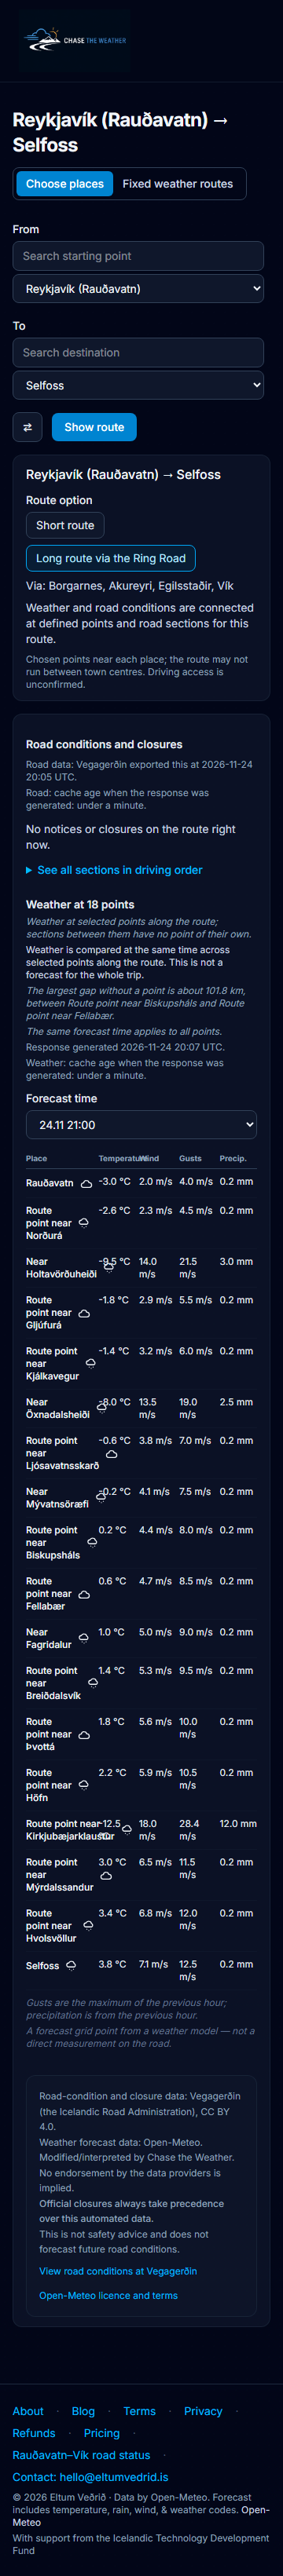 CHASE THE WEATHER
Reykjavík (Rauðavatn) →
Selfoss
Choose places
Fixed weather routes
From
Search starting point
Reykjavík (Rauðavatn)
To
Search destination
Selfoss
⇄
Show route
Reykjavík (Rauðavatn) → Selfoss
Route option
Short route
Long route via the Ring Road
Via: Borgarnes, Akureyri, Egilsstaðir, Vík
Weather and road conditions are connected
at defined points and road sections for this
route.
Chosen points near each place; the route may not
run between town centres. Driving access is
unconfirmed.
Road conditions and closures
Road data: Vegagerðin exported this at 2026-11-24
20:05 UTC.
Road: cache age when the response was
generated: under a minute.
No notices or closures on the route right
now.
▶ See all sections in driving order
Weather at 18 points
Weather at selected points along the route;
sections between them have no point of their own.
Weather is compared at the same time across
selected points along the route. This is not a
forecast for the whole trip.
The largest gap without a point is about 101.8 km,
between Route point near Biskupsháls and Route
point near Fellabær.
The same forecast time applies to all points.
Response generated 2026-11-24 20:07 UTC.
Weather: cache age when the response was
generated: under a minute.
Forecast time
24.11 21:00
Place Temperature Wind Gusts Precip.
Rauðavatn -3.0 °C 2.0 m/s 4.0 m/s 0.2 mm
Route
point near
Norðurá
-2.6 °C 2.3 m/s 4.5 m/s 0.2 mm
Near
Holtavörðuheiði
-9.5 °C 14.0
m/s
21.5
m/s
3.0 mm
Route
point near
Gljúfurá
-1.8 °C 2.9 m/s 5.5 m/s 0.2 mm
Route point
near
Kjálkavegur
-1.4 °C 3.2 m/s 6.0 m/s 0.2 mm
Near
Öxnadalsheiði
-8.0 °C 13.5
m/s
19.0
m/s
2.5 mm
Route point
near
Ljósavatnsskarð
-0.6 °C 3.8 m/s 7.0 m/s 0.2 mm
Near
Mývatnsöræfi
-0.2 °C 4.1 m/s 7.5 m/s 0.2 mm
Route point
near
Biskupsháls
0.2 °C 4.4 m/s 8.0 m/s 0.2 mm
Route
point near
Fellabær
0.6 °C 4.7 m/s 8.5 m/s 0.2 mm
Near
Fagridalur
1.0 °C 5.0 m/s 9.0 m/s 0.2 mm
Route point
near
Breiðdalsvík
1.4 °C 5.3 m/s 9.5 m/s 0.2 mm
Route
point near
Þvottá
1.8 °C 5.6 m/s 10.0
m/s
0.2 mm
Route
point near
Höfn
2.2 °C 5.9 m/s 10.5
m/s
0.2 mm
Route point near
Kirkjubæjarklaustur
-12.5
°C
18.0
m/s
28.4
m/s
12.0 mm
Route point
near
Mýrdalssandur
3.0 °C 6.5 m/s 11.5
m/s
0.2 mm
Route
point near
Hvolsvöllur
3.4 °C 6.8 m/s 12.0
m/s
0.2 mm
Selfoss 3.8 °C 7.1 m/s 12.5
m/s
0.2 mm
Gusts are the maximum of the previous hour;
precipitation is from the previous hour.
A forecast grid point from a weather model — not a
direct measurement on the road.
Road-condition and closure data: Vegagerðin
(the Icelandic Road Administration), CC BY
4.0.
Weather forecast data: Open-Meteo.
Modified/interpreted by Chase the Weather.
No endorsement by the data providers is
implied.
Official closures always take precedence
over this automated data.
This is not safety advice and does not
forecast future road conditions.
View road conditions at Vegagerðin
Open-Meteo licence and terms
About · Blog · Terms · Privacy ·
Refunds · Pricing ·
Rauðavatn–Vík road status ·
Contact: hello@eltumvedrid.is
© 2026 Eltum Veðrið · Data by Open-Meteo. Forecast
includes temperature, rain, wind, & weather codes. Open-
Meteo
With support from the Icelandic Technology Development
Fund